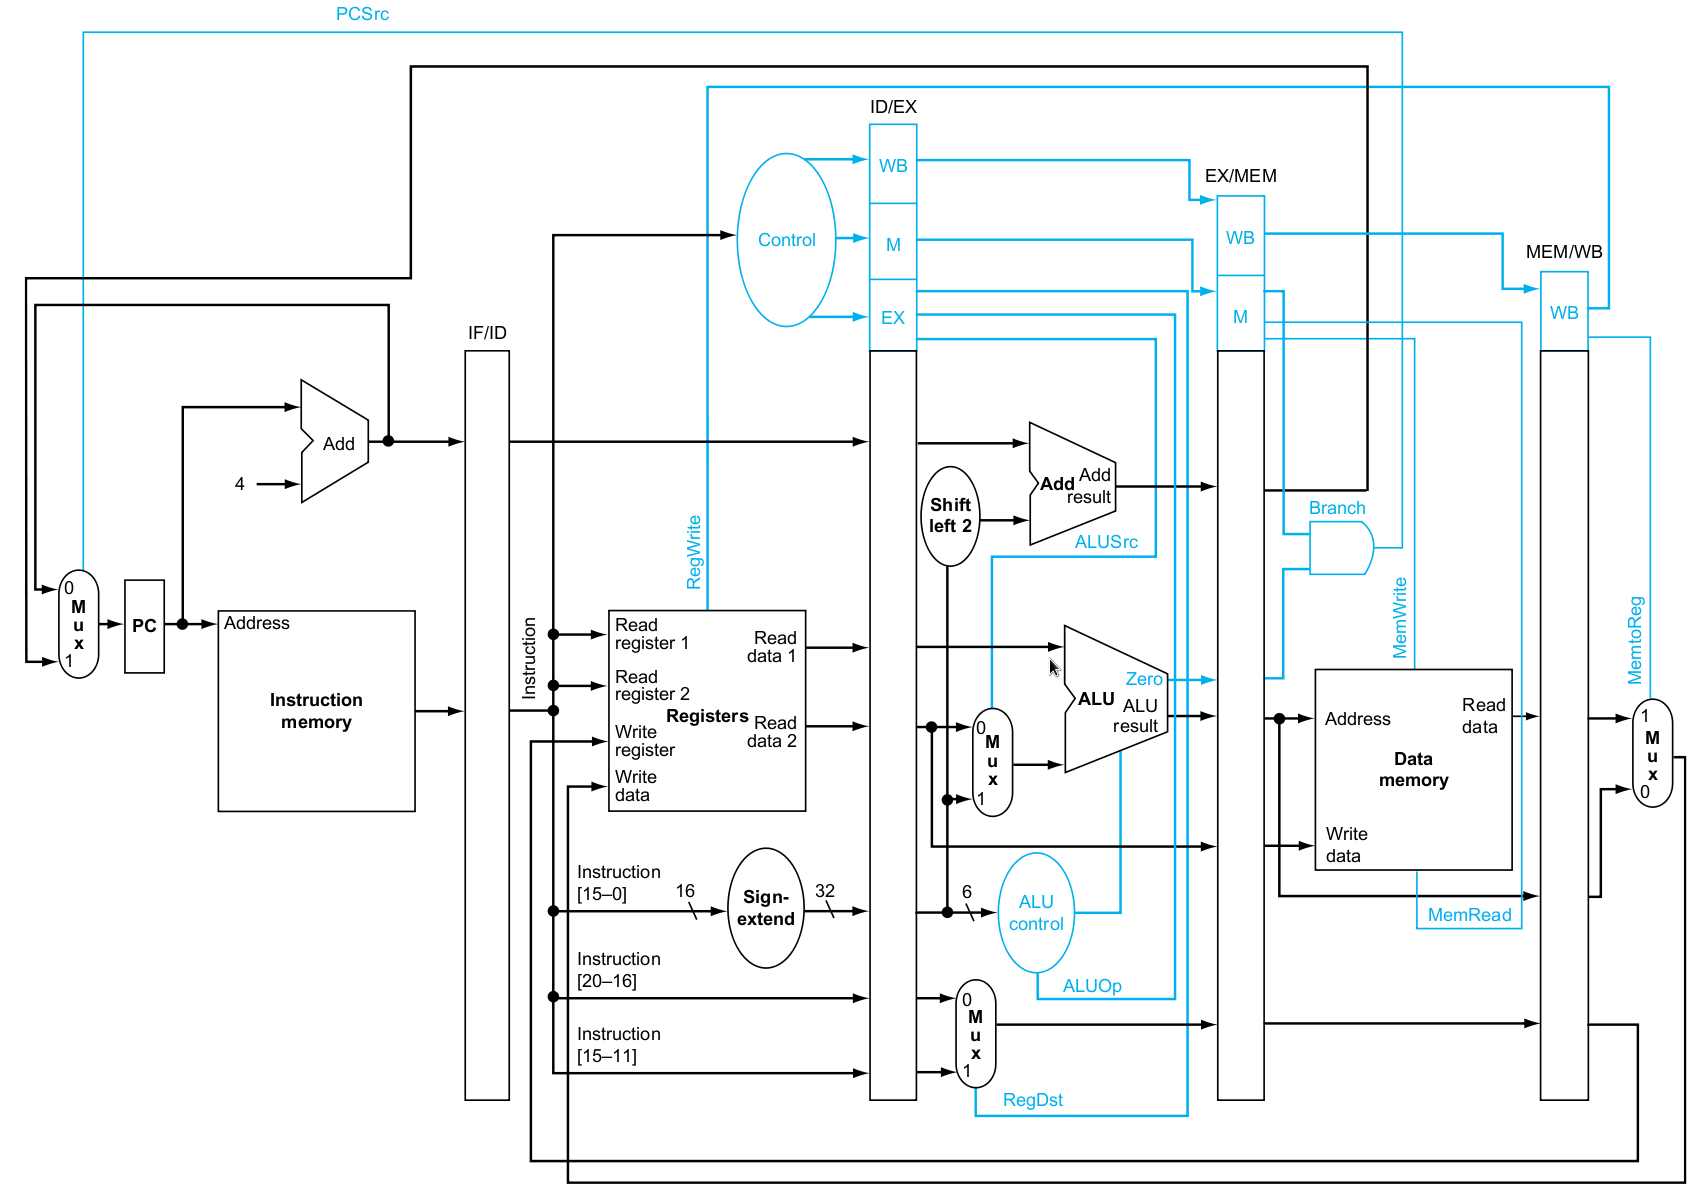 PCSrc
ID/EX
WB
EX/MEM
Control
M
WB
MEM/WB
EX
M
WB
IF/ID
Add
4
Add
Add
result
Shift
left 2
Branch
ALUSrc
RegWrite
MemWrite
MemtoReg
0
M
u
x
1
PC
Address
Instruction
memory
Instruction
Read
register 1
Read
data 1
Read
register 2
Registers
Read
data 2
Write
register
Write
data
0
M
u
x
1
Zero
ALU
ALU
result
Address
Read
data
Data
memory
Write
data
1
M
u
x
0
Instruction
[15–0]
16
Sign-
extend
32
6
ALU
control
MemRead
Instruction
[20–16]
ALUOp
0
M
u
x
1
Instruction
[15–11]
RegDst